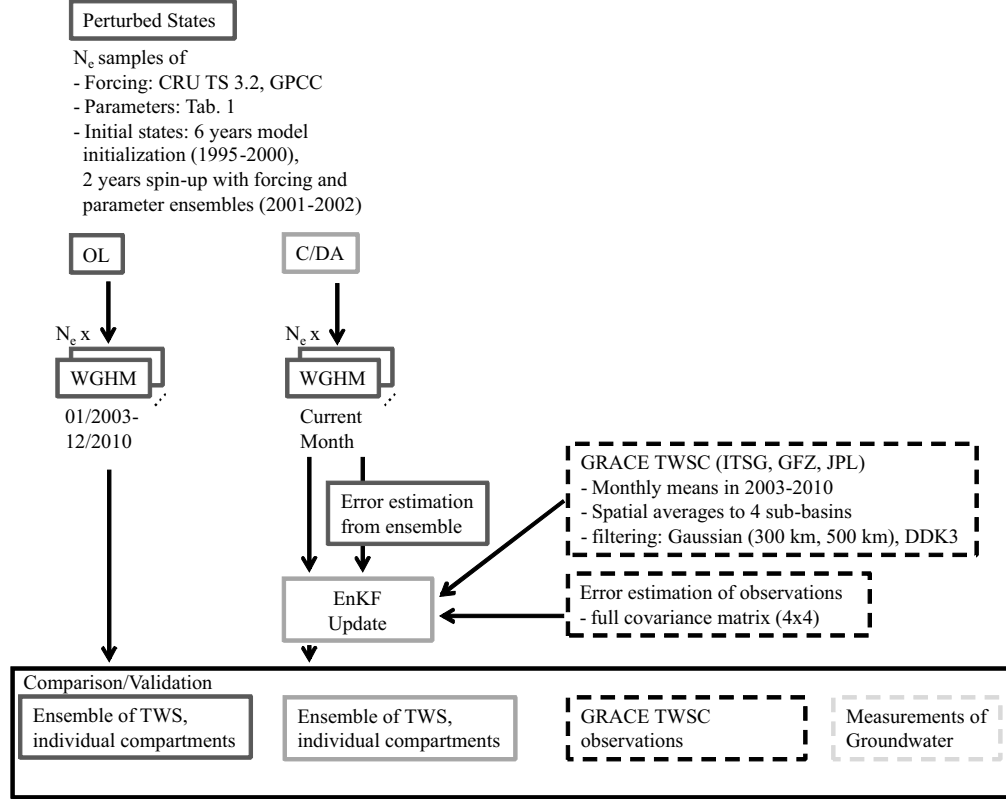 Perturbed States
Ne samples of
- Forcing: CRU TS 3.2, GPCC
- Parameters: Tab. 1
- Initial states: 6 years model
initialization (1995-2000),
2 years spin-up with forcing and
parameter ensembles (2001-2002)
OL
C/DA
Ne x
WGHM
01/2003-
12/2010
Ne x
WGHM
Current
Month
Error estimation
from ensemble
GRACE TWSC (ITSG, GFZ, JPL)
- Monthly means in 2003-2010
- Spatial averages to 4 sub-basins
- filtering: Gaussian (300 km, 500 km), DDK3
EnKF
Update
Error estimation of observations
- full covariance matrix (4x4)
Comparison/Validation
Ensemble of TWS,
individual compartments
Ensemble of TWS,
individual compartments
GRACE TWSC
observations
Measurements of
Groundwater